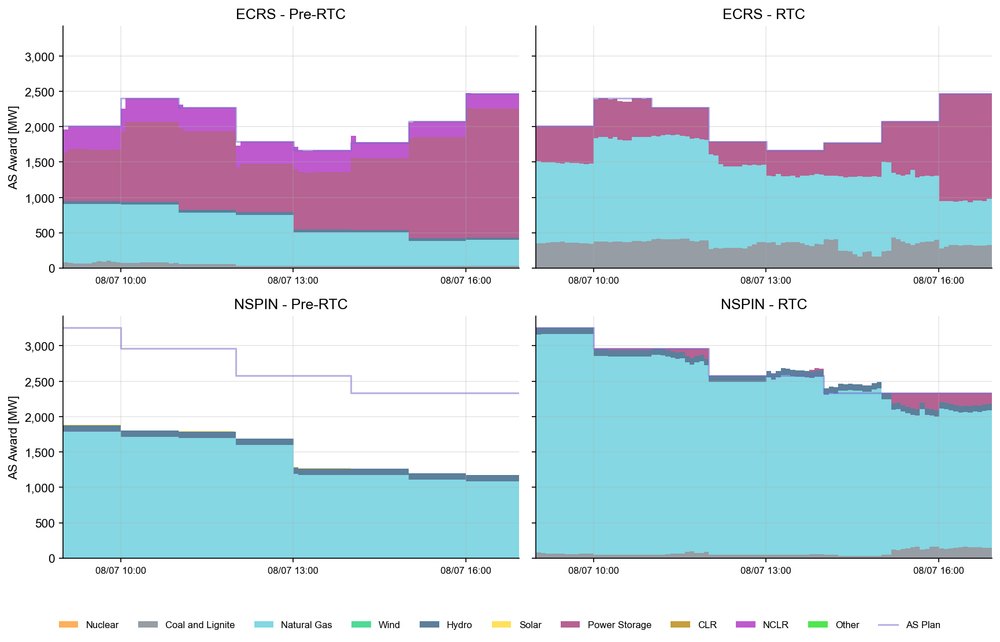 ECRS - Pre-RTC
ECRS - RTC
AS Award [MW]
3,000
2,500
2,000
1,500
1,000
500
0
08/07 10:00
08/07 13:00
08/07 16:00
08/07 10:00
08/07 13:00
08/07 16:00
NSPIN - Pre-RTC
NSPIN - RTC
AS Award [MW]
3,000
2,500
2,000
1,500
1,000
500
0
08/07 10:00
08/07 13:00
08/07 16:00
08/07 10:00
08/07 13:00
08/07 16:00
Nuclear
Coal and Lignite
Natural Gas
Wind
Hydro
Solar
Power Storage
CLR
NCLR
Other
AS Plan